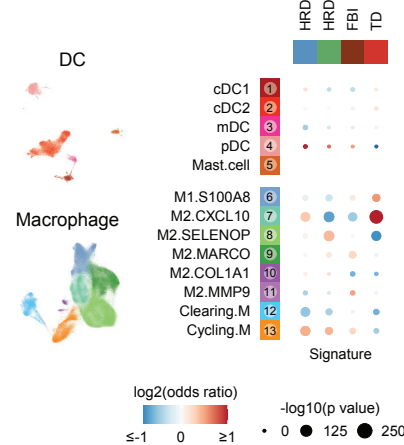 HRD HRD FBI TD
DC
cDC1 1
cDC2 2
mDC 3
pDC 4
Mast.cell 5
Macrophage
M1.S100A8 6
M2.CXCL10 7
M2.SELENOP 8
M2.MARCO 9
M2.COL1A1 10
M2.MMP9 11
Clearing.M 12
Cycling.M 13
Signature
log2(odds ratio)
≤-1 0 ≥1
-log10(p value)
0 125 250